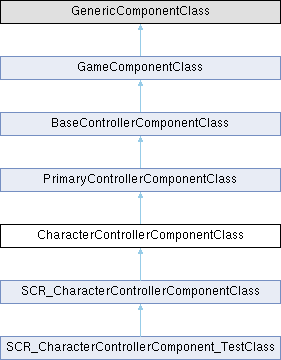 GenericComponentClass
GameComponentClass
BaseControllerComponentClass
PrimaryControllerComponentClass
CharacterControllerComponentClass
SCR_CharacterControllerComponentClass
SCR_CharacterControllerComponent_TestClass